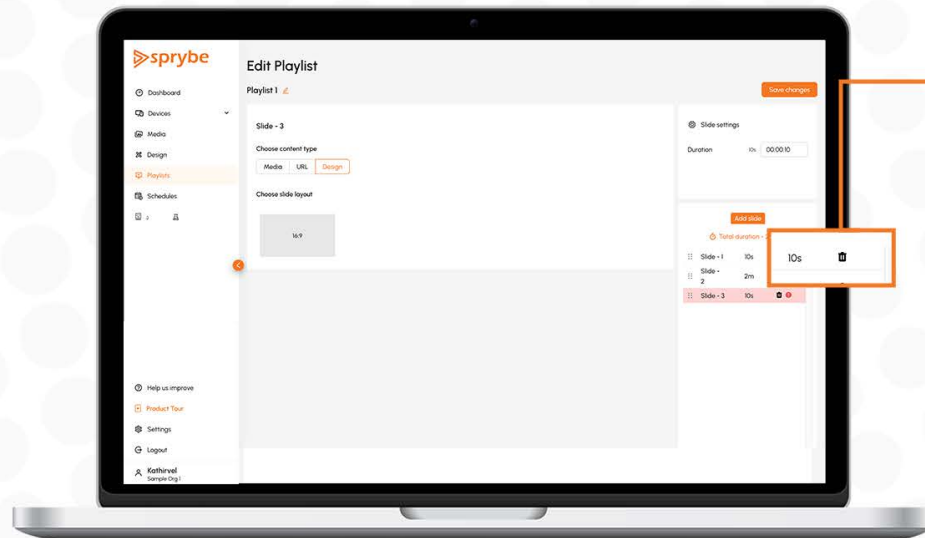 sprybe
Edit Playlist
Dashboard
Playlist 1
Save changes
Devices
Slide - 3
Slide settings
Media
Choose content type
Duration
10s
00:00:10
Design
Media
URL
Design
Playlists
Choose slide layout
Schedules
Add slide
16:9
Total duration -
10s
Slide - 1
10s
Slide - 2
2m
Slide - 3
10s
Help us improve
Product Tour
Settings
Logout
Kathirvel
Sample Org 1